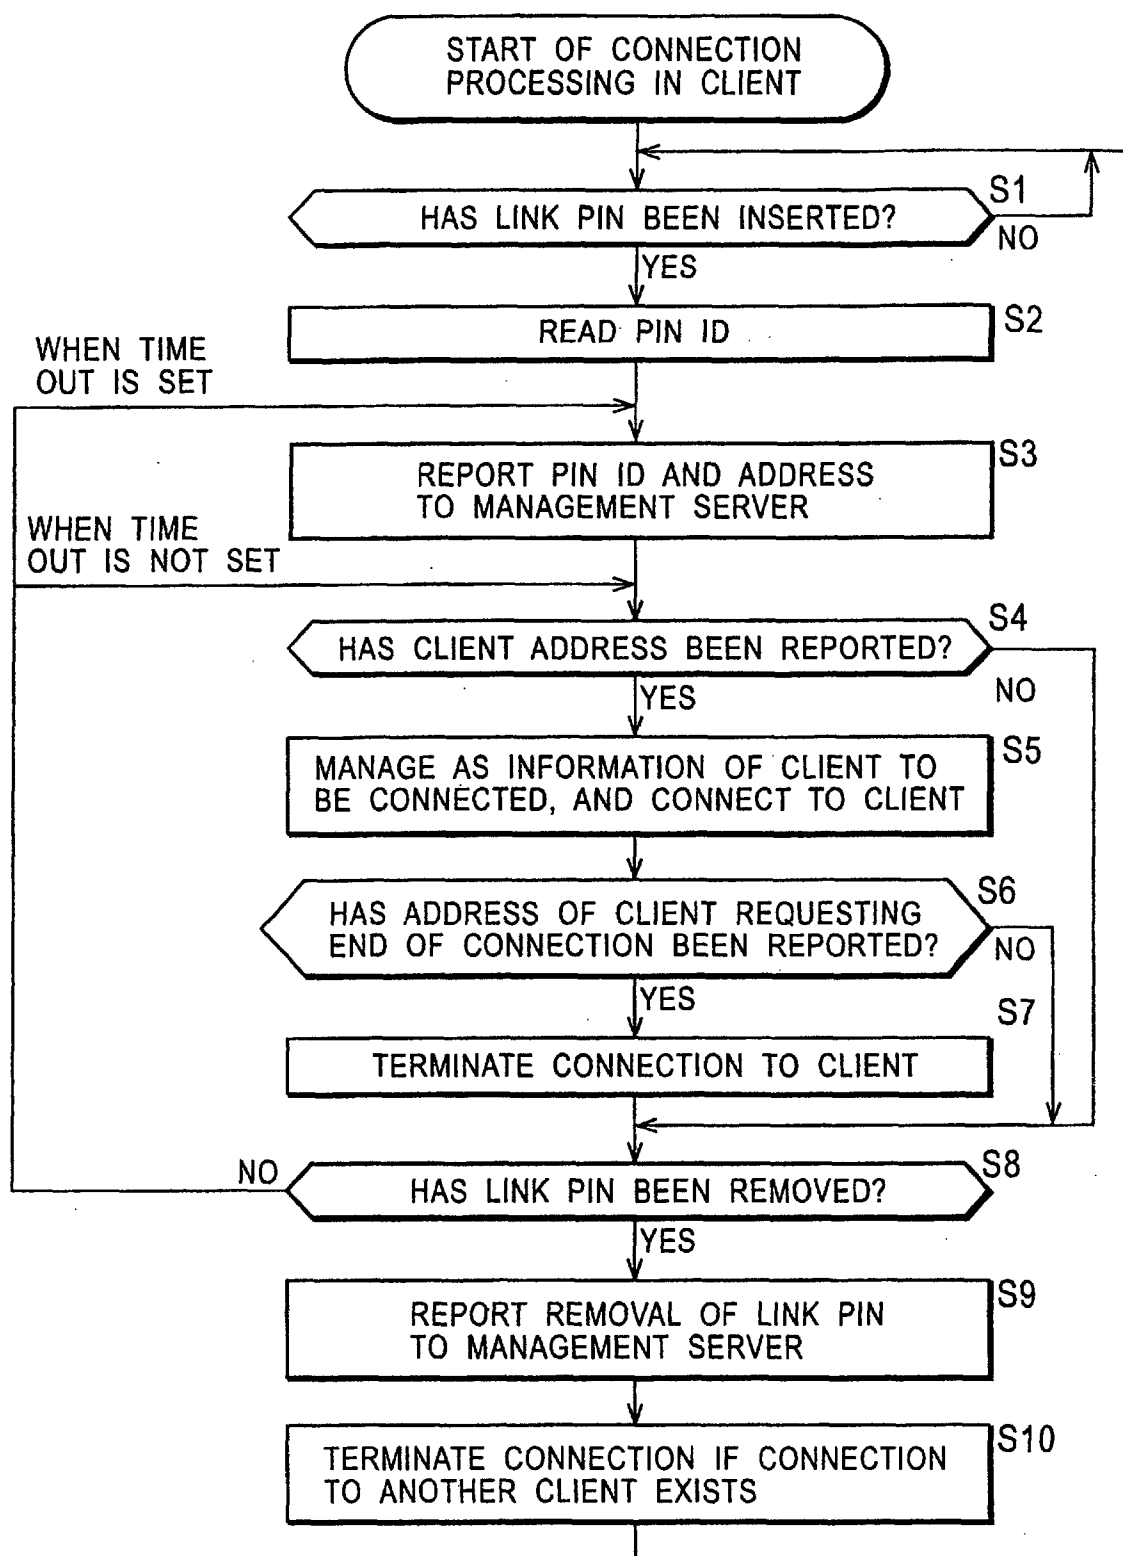 START OF CONNECTION
PROCESSING IN CLIENT
S1
HAS LINK PIN BEEN INSERTED?
NO
YES
S2
READ PIN ID
WHEN TIME
OUT IS SET
S3
REPORT PIN ID AND ADDRESS
TO MANAGEMENT SERVER
WHEN TIME
OUT IS NOT SET
S4
HAS CLIENT ADDRESS BEEN REPORTED?
NO
YES
S5
MANAGE AS INFORMATION OF CLIENT TO
BE CONNECTED, AND CONNECT TO CLIENT
S6
HAS ADDRESS OF CLIENT REQUESTING
END OF CONNECTION BEEN REPORTED?
NO
YES
S7
TERMINATE CONNECTION TO CLIENT
NO
S8
HAS LINK PIN BEEN REMOVED?
YES
S9
REPORT REMOVAL OF LINK PIN
TO MANAGEMENT SERVER
S10
TERMINATE CONNECTION IF CONNECTION
TO ANOTHER CLIENT EXISTS